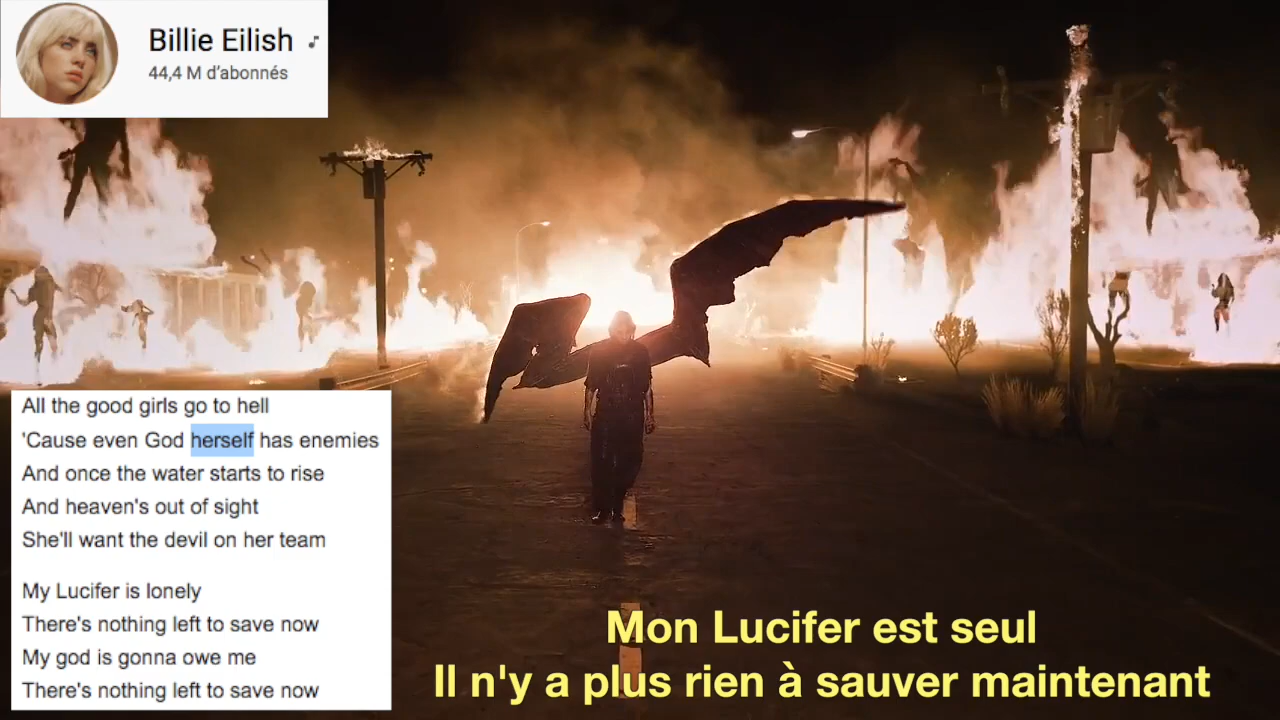 Billie Eilish
44,4 M d'abonnés
All the good girls go to hell
'Cause even God herself has enemies
And once the water starts to rise
And heaven's out of sight
She'll want the devil on her team
My Lucifer is lonely
There's nothing left to save now
My god is gonna owe me
There's nothing left to save now
Mon Lucifer est seul
Il n'y a plus rien à sauver maintenant